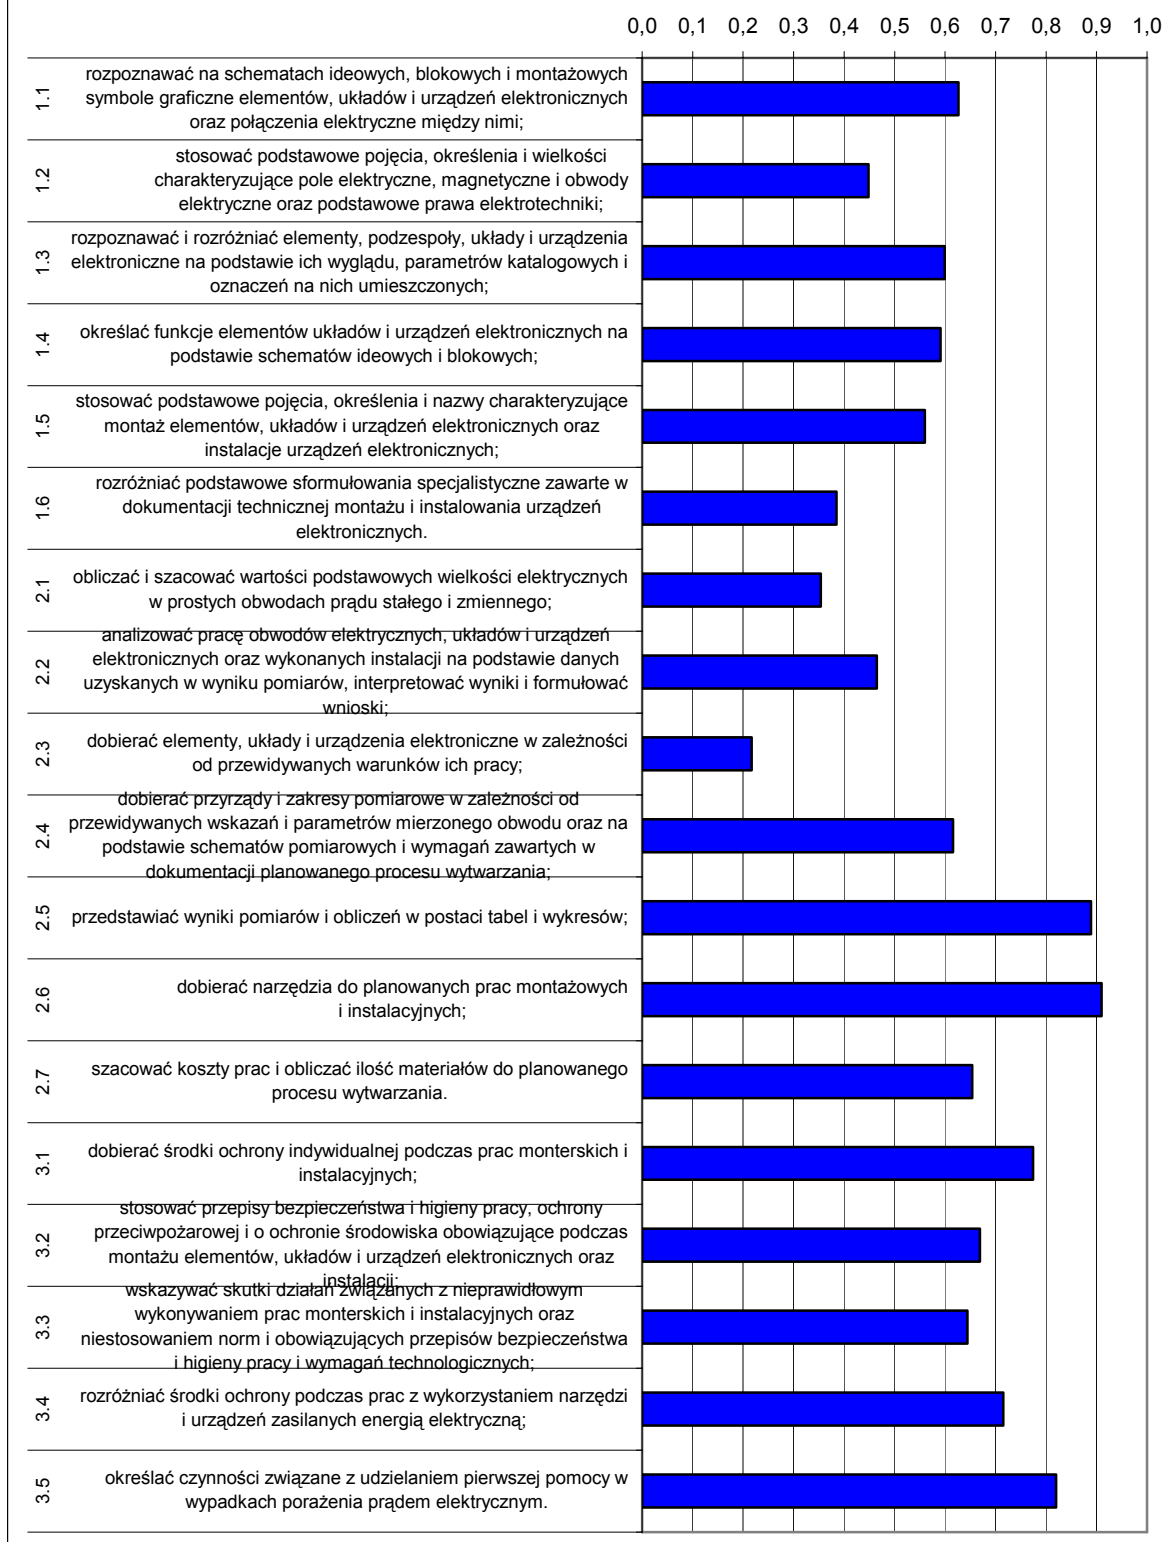 0,0 0,1 0,2 0,3 0,4 0,5 0,6 0,7 0,8 0,9 1,0
1.1
rozpoznawać na schematach ideowych, blokowych i montażowych
symbole graficzne elementów, układów i urządzeń elektronicznych
oraz połączenia elektryczne między nimi;
1.2
stosować podstawowe pojęcia, określenia i wielkości
charakteryzujące pole elektryczne, magnetyczne i obwody
elektryczne oraz podstawowe prawa elektrotechniki;
1.3
rozpoznawać i rozróżniać elementy, podzespoły, układy i urządzenia
elektroniczne na podstawie ich wyglądu, parametrów katalogowych i
oznaczeń na nich umieszczonych;
1.4
określać funkcje elementów układów i urządzeń elektronicznych na
podstawie schematów ideowych i blokowych;
1.5
stosować podstawowe pojęcia, określenia i nazwy charakteryzujące
montaż elementów, układów i urządzeń elektronicznych oraz
instalacje urządzeń elektronicznych;
1.6
rozróżniać podstawowe sformułowania specjalistyczne zawarte w
dokumentacji technicznej montażu i instalowania urządzeń
elektronicznych.
2.1
obliczać i szacować wartości podstawowych wielkości elektrycznych
w prostych obwodach prądu stałego i zmiennego;
2.2
analizować pracę obwodów elektrycznych, układów i urządzeń
elektronicznych oraz wykonanych instalacji na podstawie danych
uzyskanych w wyniku pomiarów, interpretować wyniki i formułować
wnioski;
2.3
dobierać elementy, układy i urządzenia elektroniczne w zależności
od przewidywanych warunków ich pracy;
2.4
dobierać przyrządy i zakresy pomiarowe w zależności od
przewidywanych wskazań i parametrów mierzonego obwodu oraz na
podstawie schematów pomiarowych i wymagań zawartych w
dokumentacji planowanego procesu wytwarzania;
2.5
przedstawiać wyniki pomiarów i obliczeń w postaci tabel i wykresów;
2.6
dobierać narzędzia do planowanych prac montażowych
i instalacyjnych;
2.7
szacować koszty prac i obliczać ilość materiałów do planowanego
procesu wytwarzania.
3.1
dobierać środki ochrony indywidualnej podczas prac monterskich i
instalacyjnych;
3.2
stosować przepisy bezpieczeństwa i higieny pracy, ochrony
przeciwpożarowej i o ochronie środowiska obowiązujące podczas
montażu elementów, układów i urządzeń elektronicznych oraz
instalacji;
3.3
wskazywać skutki działań związanych z nieprawidłowym
wykonywaniem prac monterskich i instalacyjnych oraz
niestosowaniem norm i obowiązujących przepisów bezpieczeństwa
i higieny pracy i wymagań technologicznych;
3.4
rozróżniać środki ochrony podczas prac z wykorzystaniem narzędzi
i urządzeń zasilanych energią elektryczną;
3.5
określać czynności związane z udzielaniem pierwszej pomocy w
wypadkach porażenia prądem elektrycznym.